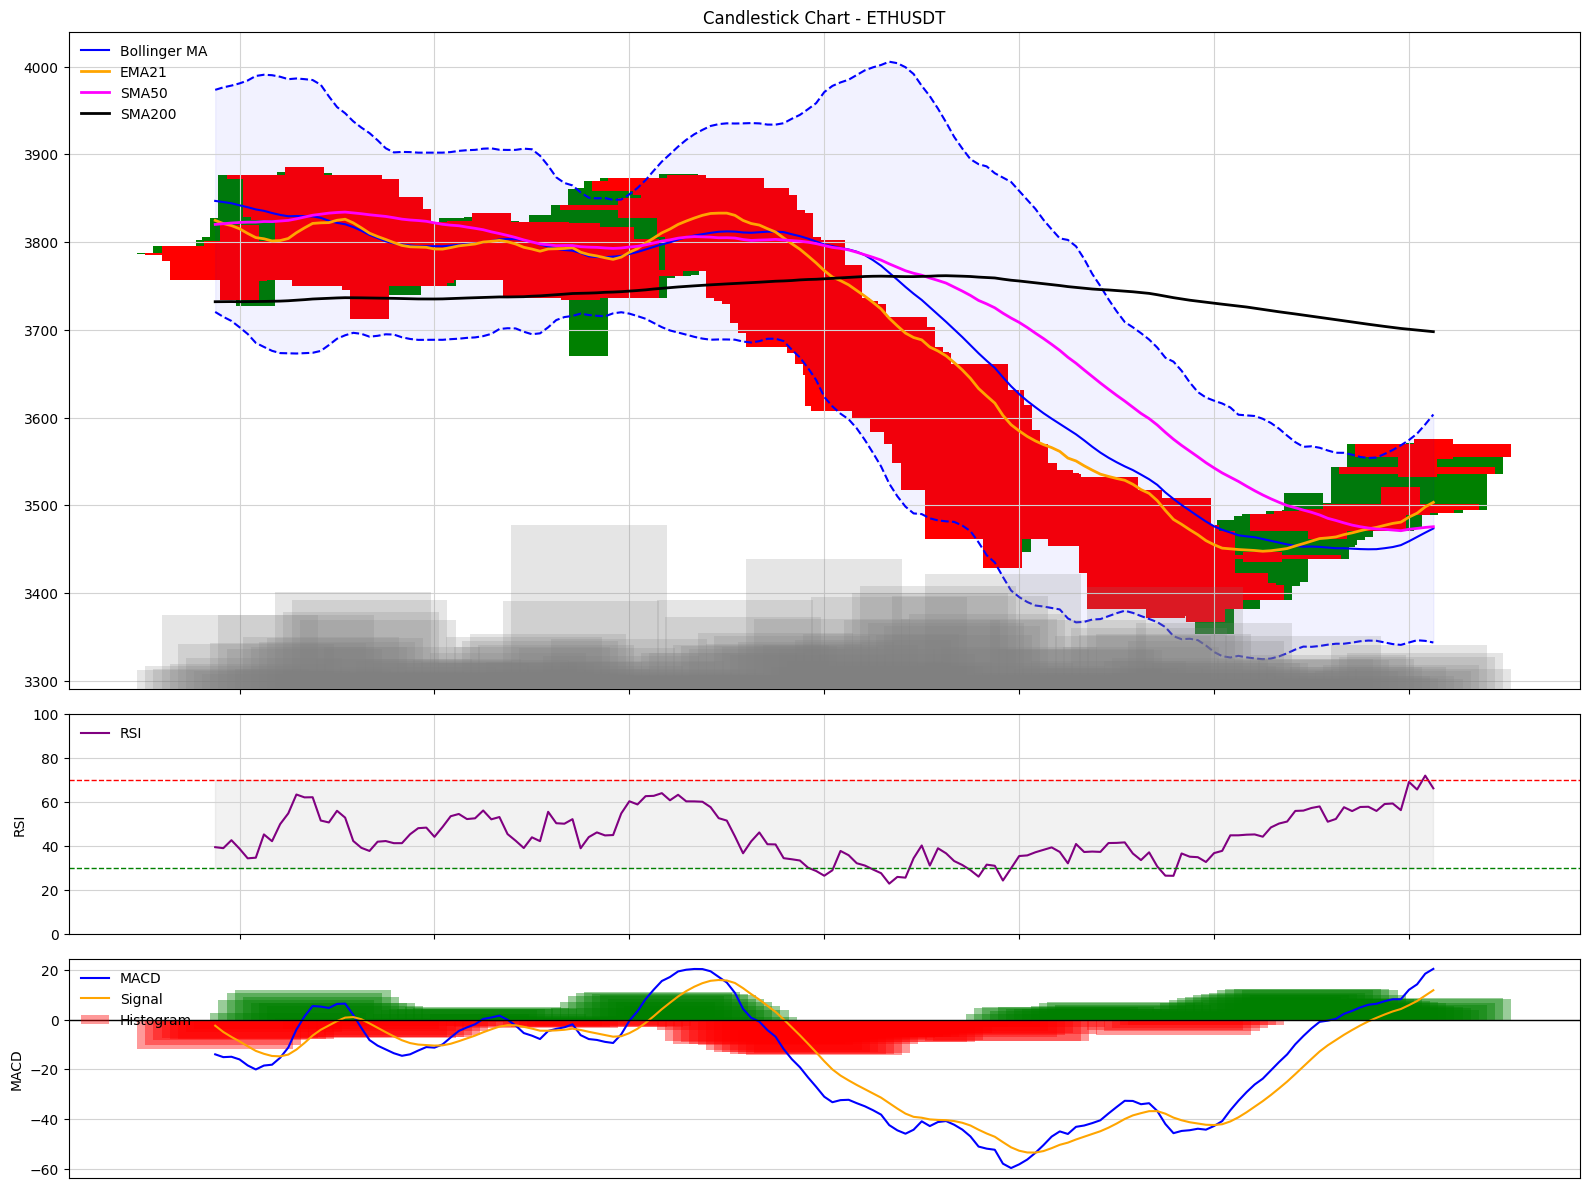 Candlestick Chart - ETHUSDT
Bollinger MA
EMA21
SMA50
SMA200
4000
3900
3800
3700
3600
3500
3400
3300
RSI
RSI
100
80
60
40
20
0
MACD
Signal
Histogram
MACD
20
0
−20
−40
−60